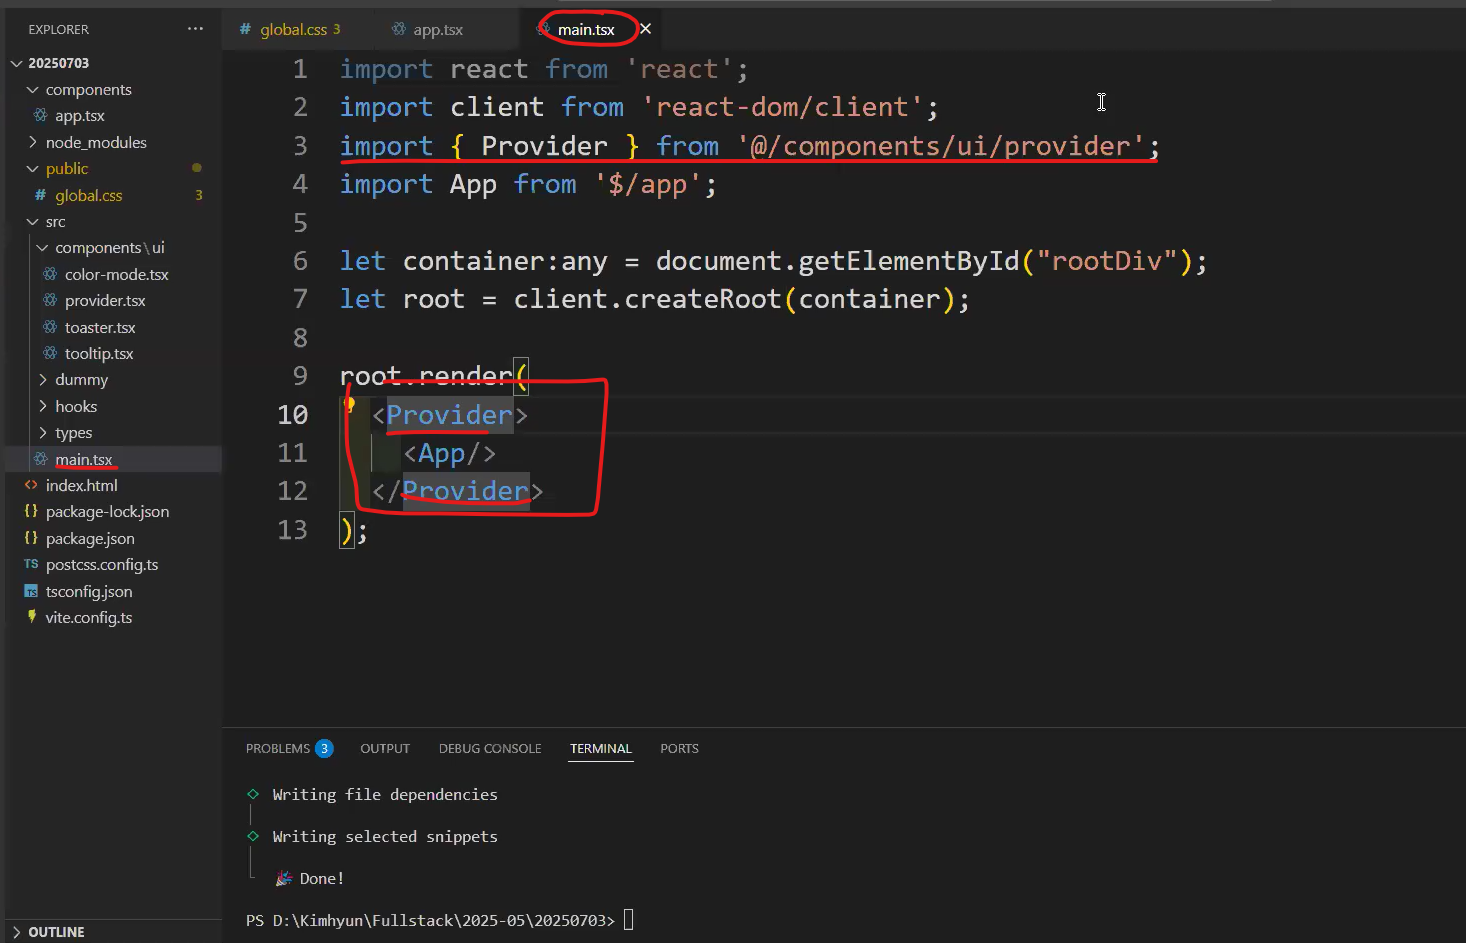 EXPLORER
20250703
components
app.tsx
node_modules
public
global.css 3
src
components\ui
color-mode.tsx
provider.tsx
toaster.tsx
tooltip.tsx
dummy
hooks
types
main.tsx
index.html
package-lock.json
package.json
postcss.config.ts
tsconfig.json
vite.config.ts
OUTLINE
global.css 3 app.tsx main.tsx
1 import react from 'react';
2 import client from 'react-dom/client';
3 import { Provider } from '@/components/ui/provider';
4 import App from '$/app';
5
6 let container:any = document.getElementById("rootDiv");
7 let root = client.createRoot(container);
8
9 root.render(
10 <Provider>
11 <App/>
12 </Provider>
13 );
PROBLEMS 3 OUTPUT DEBUG CONSOLE TERMINAL PORTS
Writing file dependencies
Writing selected snippets
🎉 Done!
PS D:\Kimhyun\Fullstack\2025-05\20250703>